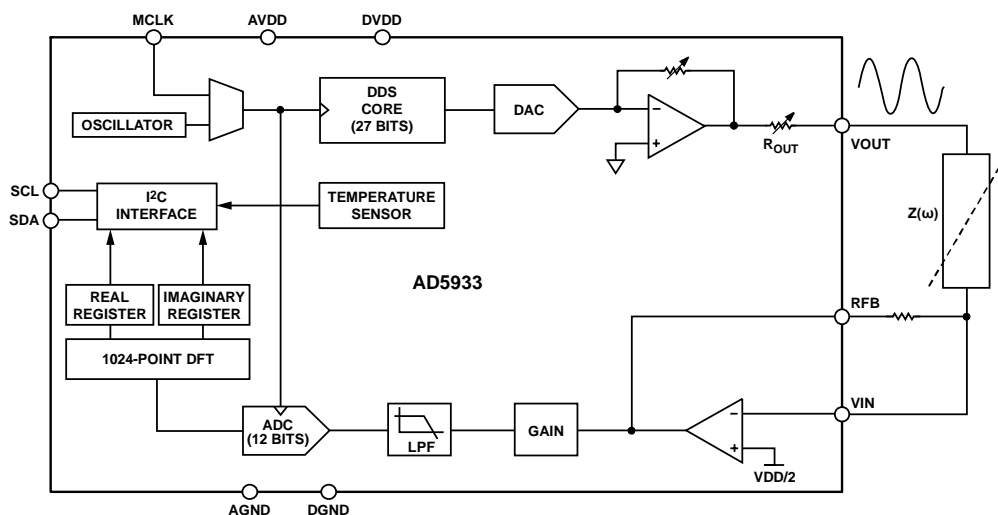 MCLK
AVDD
DVDD
OSCILLATOR
DDS
CORE
(27 BITS)
DAC
ROUT
VOUT
SCL
SDA
I²C
INTERFACE
TEMPERATURE
SENSOR
Z(ω)
AD5933
REAL
REGISTER
IMAGINARY
REGISTER
RFB
1024-POINT DFT
VIN
ADC
(12 BITS)
LPF
GAIN
VDD/2
AGND
DGND